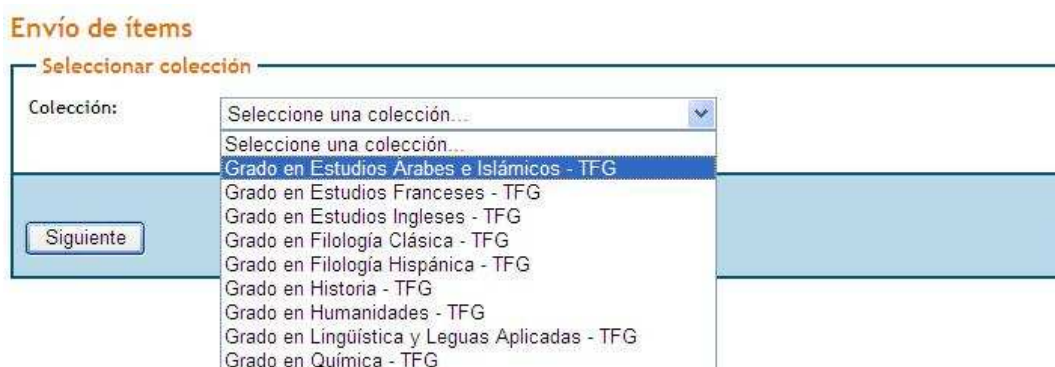 Envío de ítems
Seleccionar colección
Colección:
Seleccione una colección...
Seleccione una colección...
Grado en Estudios Árabes e Islámicos - TFG
Grado en Estudios Franceses - TFG
Grado en Estudios Ingleses - TFG
Grado en Filología Clásica - TFG
Grado en Filología Hispánica - TFG
Grado en Historia - TFG
Grado en Humanidades - TFG
Grado en Lingüística y Leguas Aplicadas - TFG
Grado en Química - TFG
Siguiente